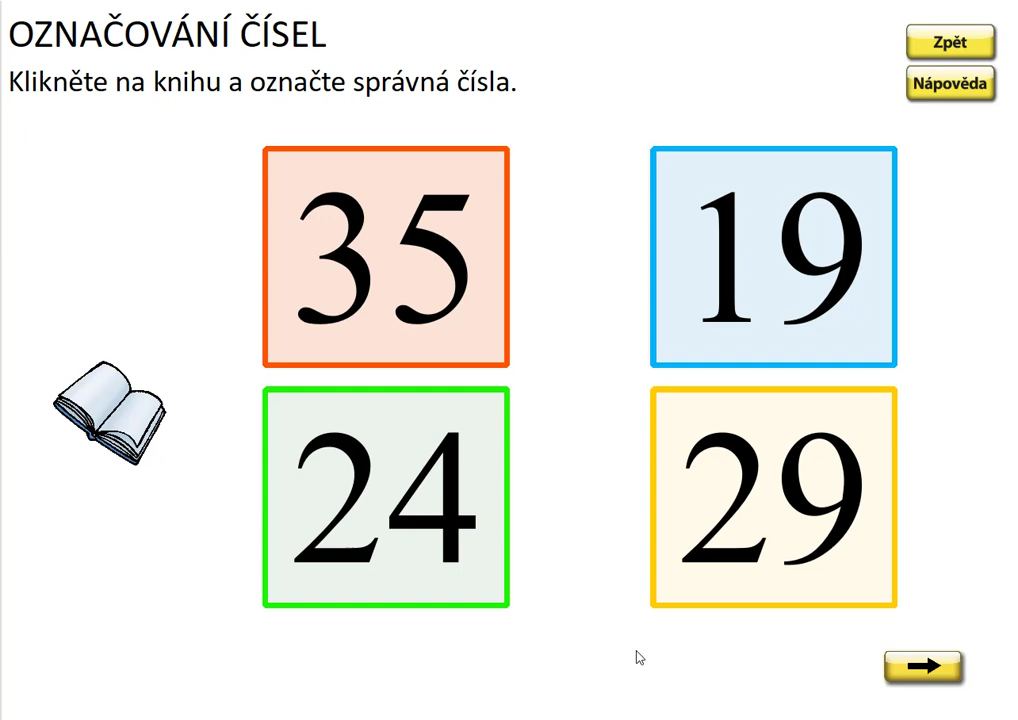 OZNAČOVÁNÍ ČÍSEL
Klikněte na knihu a označte správná čísla.
Zpět
Nápověda
35
19
24
29